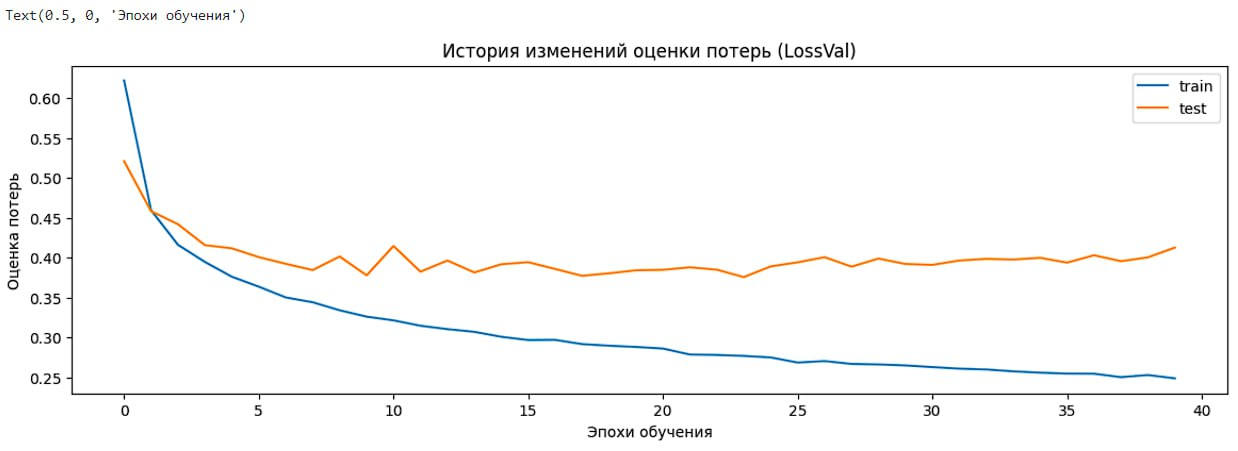 Text(0.5, 0, 'Эпохи обучения')
История изменений оценки потерь (LossVal)
train
test
Оценка потерь
0.60
0.55
0.50
0.45
0.40
0.35
0.30
0.25
0 5 10 15 20 25 30 35 40
Эпохи обучения